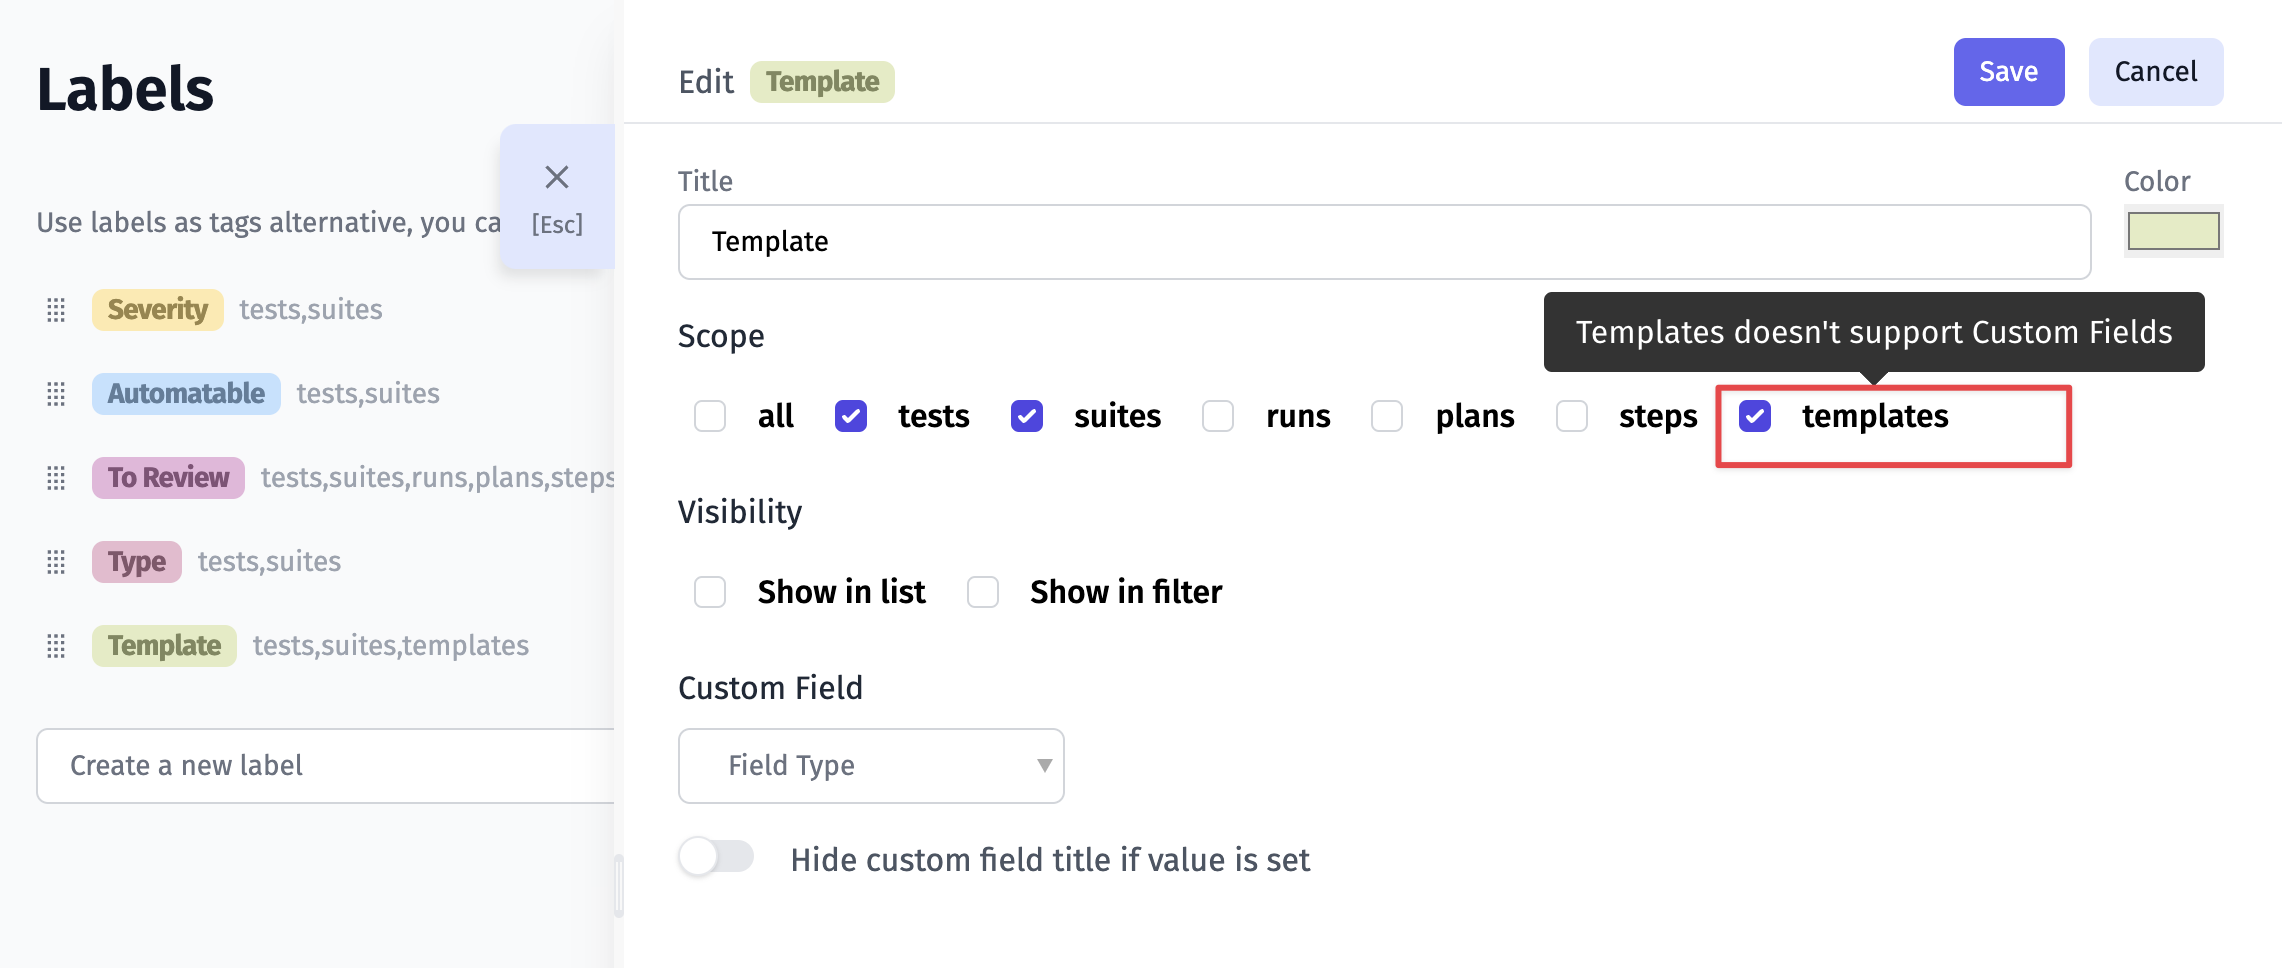 Labels
Use labels as tags alternative, you ca
[Esc]
Severity tests,suites
Automatable tests,suites
To Review tests,suites,runs,plans,steps
Type tests,suites
Template tests,suites,templates
Create a new label
Edit Template
Save
Cancel
Title
Color
Template
Templates doesn't support Custom Fields
Scope
all tests suites runs plans steps templates
Visibility
Show in list Show in filter
Custom Field
Field Type
Hide custom field title if value is set